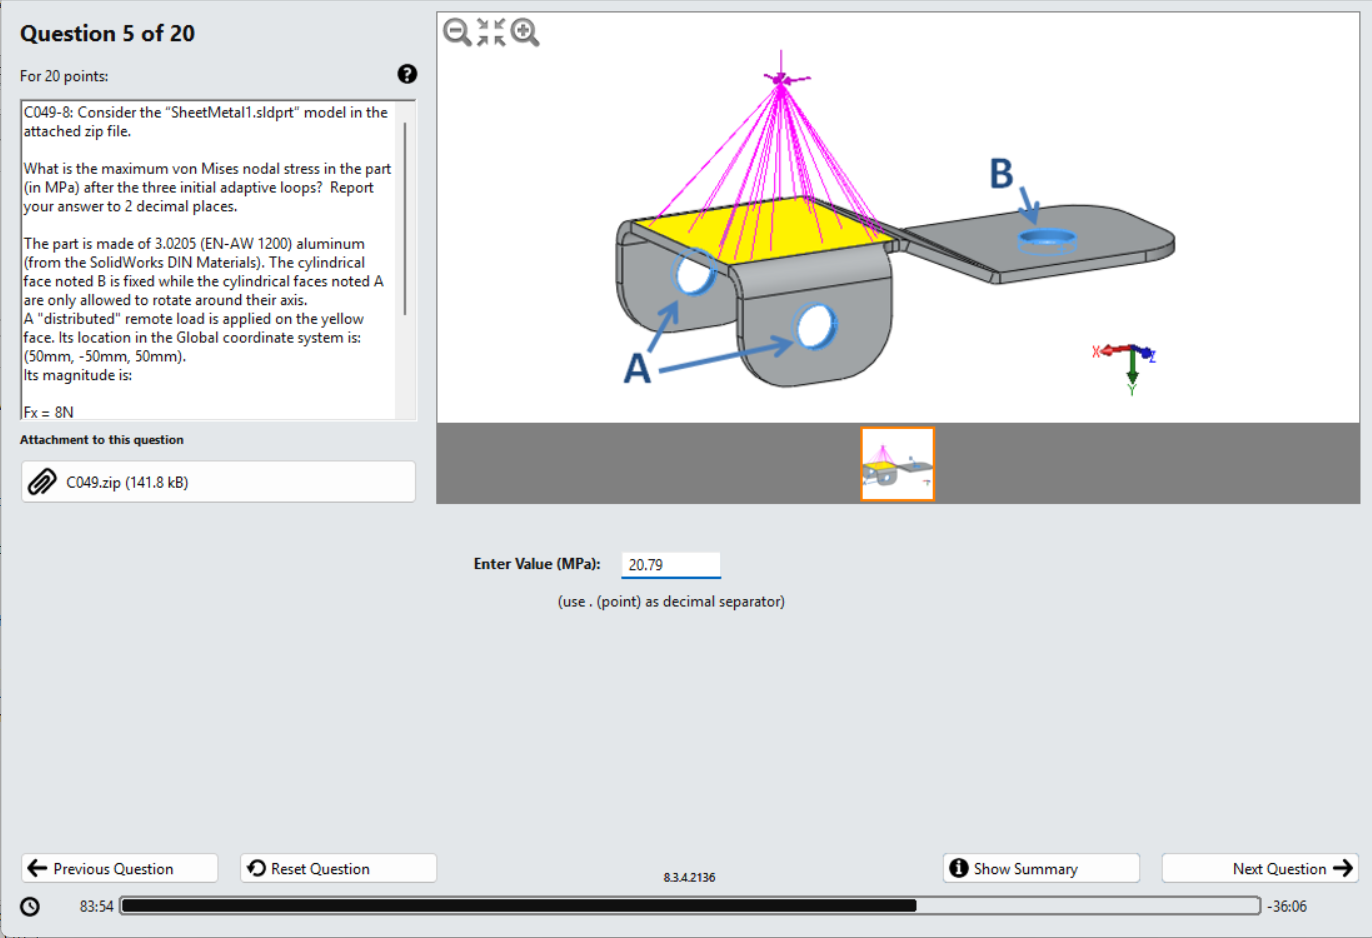 Question 5 of 20
For 20 points:
C049-8: Consider the "SheetMetal1.sldprt" model in the
attached zip file.
What is the maximum von Mises nodal stress in the part
(in MPa) after the three initial adaptive loops? Report
your answer to 2 decimal places.
The part is made of 3.0205 (EN-AW 1200) aluminum
(from the SolidWorks DIN Materials). The cylindrical
face noted B is fixed while the cylindrical faces noted A
are only allowed to rotate around their axis.
A "distributed" remote load is applied on the yellow
face. Its location in the Global coordinate system is:
(50mm, -50mm, 50mm).
Its magnitude is:
Fx = 8N
Attachment to this question
C049.zip (141.8 kB)
B
A
X
Z
Y
Enter Value (MPa): 20.79
(use . (point) as decimal separator)
Previous Question
Reset Question
8.3.4.2136
Show Summary
Next Question
83:54
-36:06